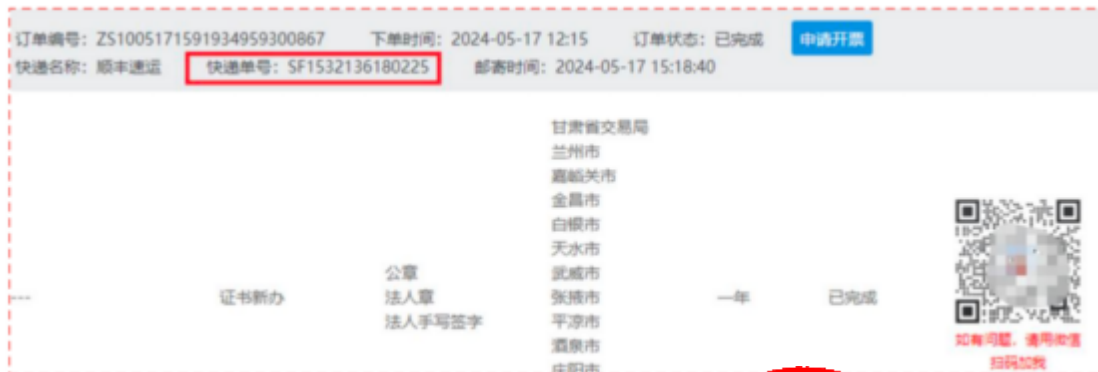 订单编号：ZS10051715919934959300867 下单时间：2024-05-17 12:15 订单状态：已完成 申请开票
快递名称：顺丰速运 快递单号：SF1532136180225 邮寄时间：2024-05-17 15:18:40
甘肃省交易局
兰州市
嘉峪关市
金昌市
白银市
天水市
公章 武威市
--- 证书新办 法人章 张掖市 一年 已完成
法人手写签字 平凉市
酒泉市
庆阳市
如有问题，请用微信
扫码加我